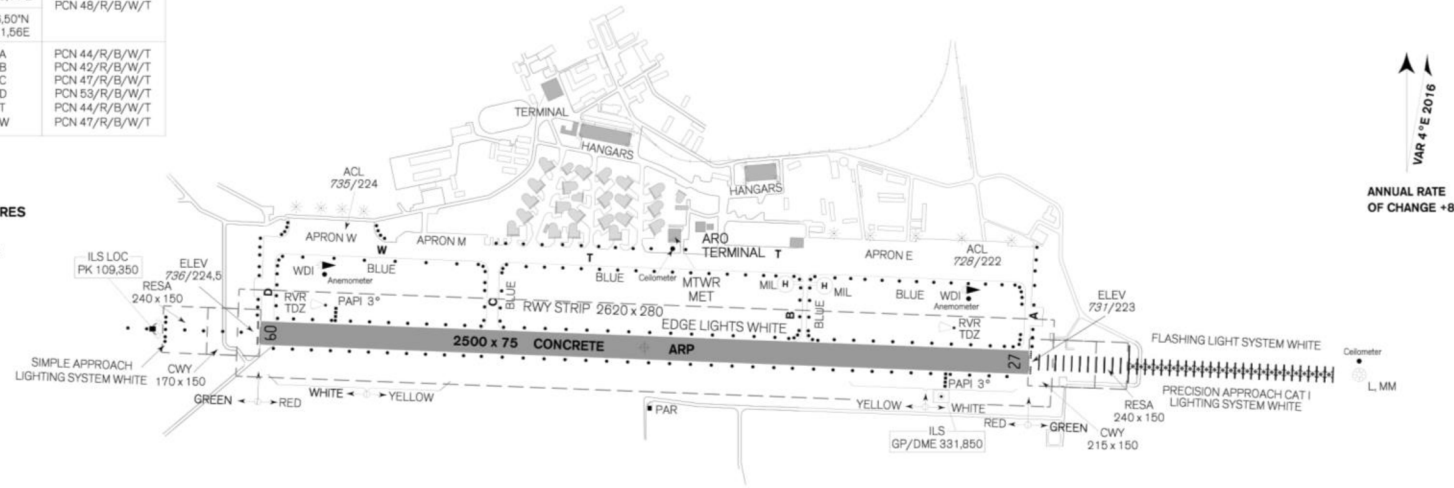 PCN 48/R/B/W/T
,50"N
1,56E
A PCN 44/R/B/W/T
B PCN 42/R/B/W/T
C PCN 47/R/B/W/T
D PCN 53/R/B/W/T
T PCN 44/R/B/W/T
W PCN 47/R/B/W/T
RES
VAR 4°E 2016
ANNUAL RATE
OF CHANGE +8
TERMINAL
HANGARS
HANGARS
ACL
735/224
APRON W
W
APRON M
ARO
TERMINAL
T
T
APRON E
ACL
728/222
ILS LOC
PK 109,350
ELEV
736/224,5
RESA
240 x 150
WDI
Anemometer
BLUE
BLUE
Ceilometer
MTWR
MET
MIL H
H MIL
BLUE
WDI
Anemometer
ELEV
731/223
D
RVR
TDZ
PAPI 3°
C
BLUE
RWY STRIP 2620 x 280
EDGE LIGHTS WHITE
B
BLUE
RVR
TDZ
A
09
2500 x 75 CONCRETE ARP
27
FLASHING LIGHT SYSTEM WHITE
Ceilometer
L, MM
SIMPLE APPROACH
LIGHTING SYSTEM WHITE
CWY
170 x 150
GREEN RED
WHITE YELLOW
PAR
YELLOW WHITE
PAPI 3°
ILS
GP/DME 331,850
RED GREEN
CWY
215 x 150
RESA
240 x 150
PRECISION APPROACH CAT I
LIGHTING SYSTEM WHITE